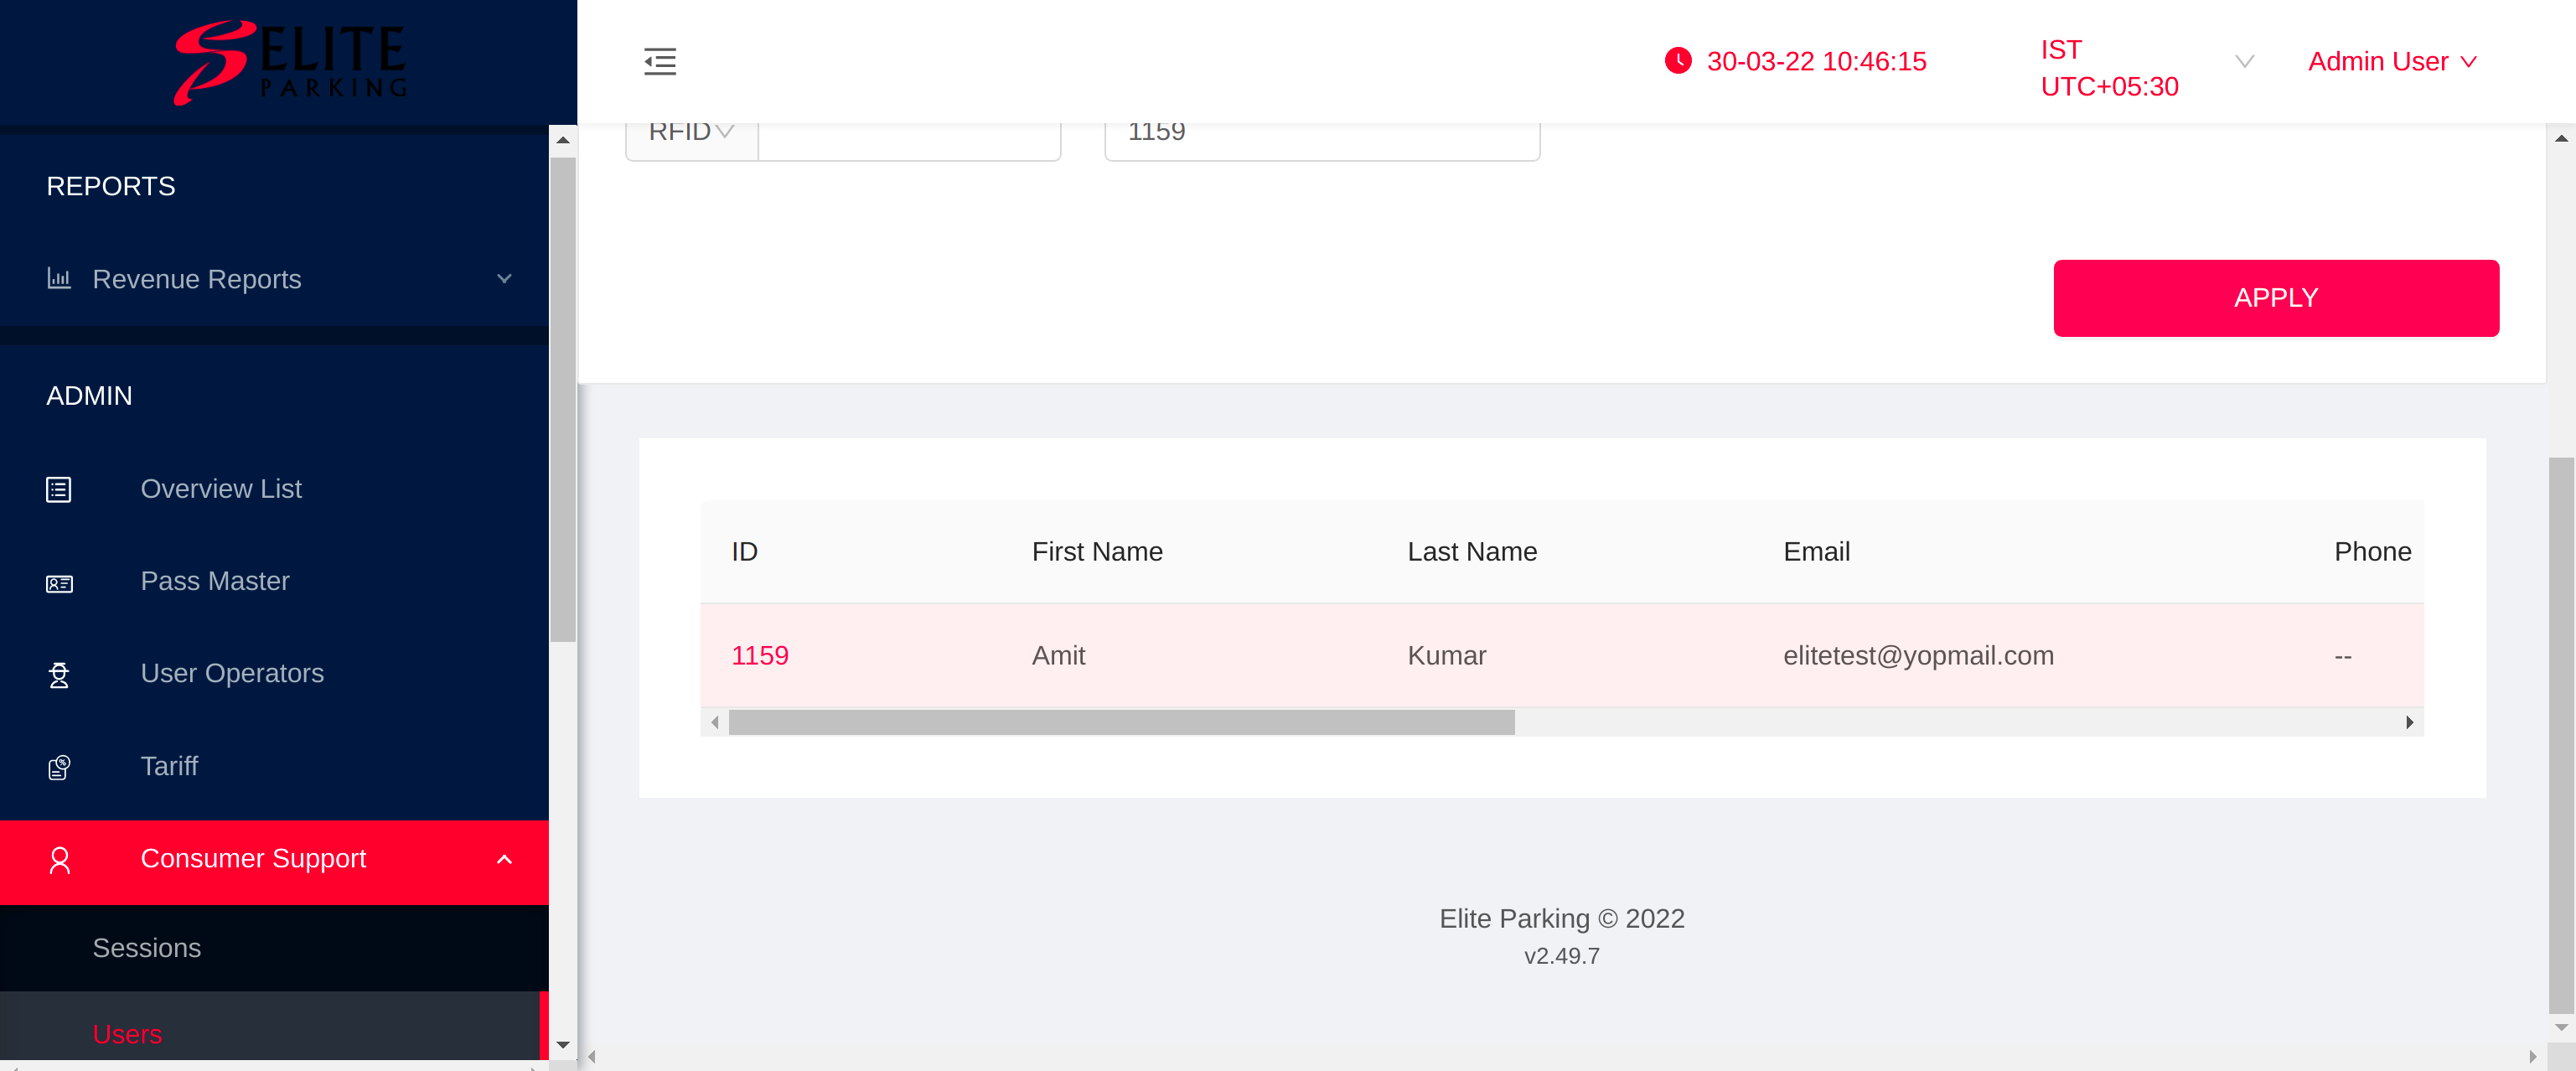 ELITE
PARKING
30-03-22 10:46:15
IST
UTC+05:30
Admin User
RFID
1159
REPORTS
Revenue Reports
APPLY
ADMIN
Overview List
Pass Master
User Operators
Tariff
Consumer Support
Sessions
Users
ID First Name Last Name Email Phone
1159 Amit Kumar elitetest@yopmail.com --
Elite Parking © 2022
v2.49.7